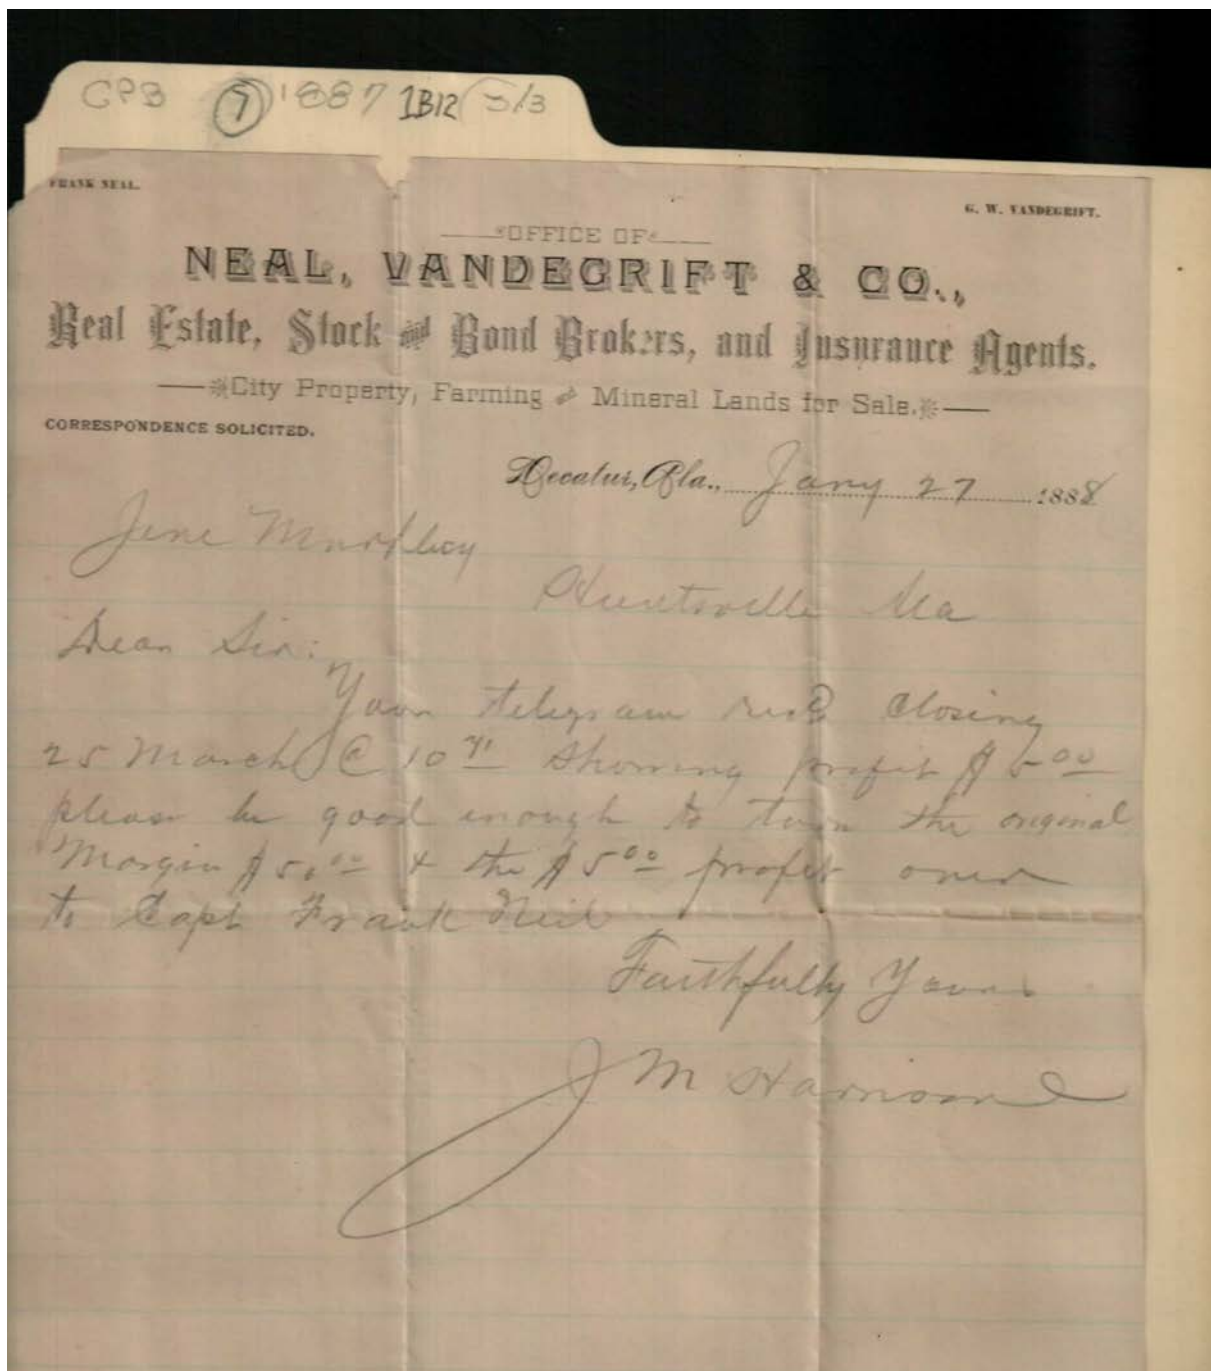 GPB 7 1887 1B12 5/3
FRANK NEAL.
G. W. VANDEGRIFT.
OFFICE OF
NEAL, VANDEGRIFT & CO.,
Real Estate, Stock and Bond Brokers, and Insurance Agents.
City Property, Farming & Mineral Lands for Sale.
CORRESPONDENCE SOLICITED.
Decatur, Ala., Jany 27 1888
Huntsville Ala
Dear Sir:
Your telegram recd closing
25 March @ 10 showing profit $5.00
please be good enough to turn the original
Margin $50.00 & the $5.00 profit over
to Capt Frank Neil
Faithfully Yours
J M Harrison